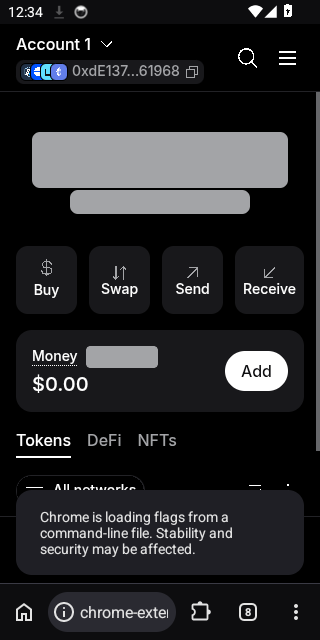 12:34
Account 1
0xdE137...61968
Buy
Swap
Send
Receive
Money
$0.00
Add
Tokens
DeFi
NFTs
All networks
Chrome is loading flags from a
command-line file. Stability and
security may be affected.
chrome-exte
8